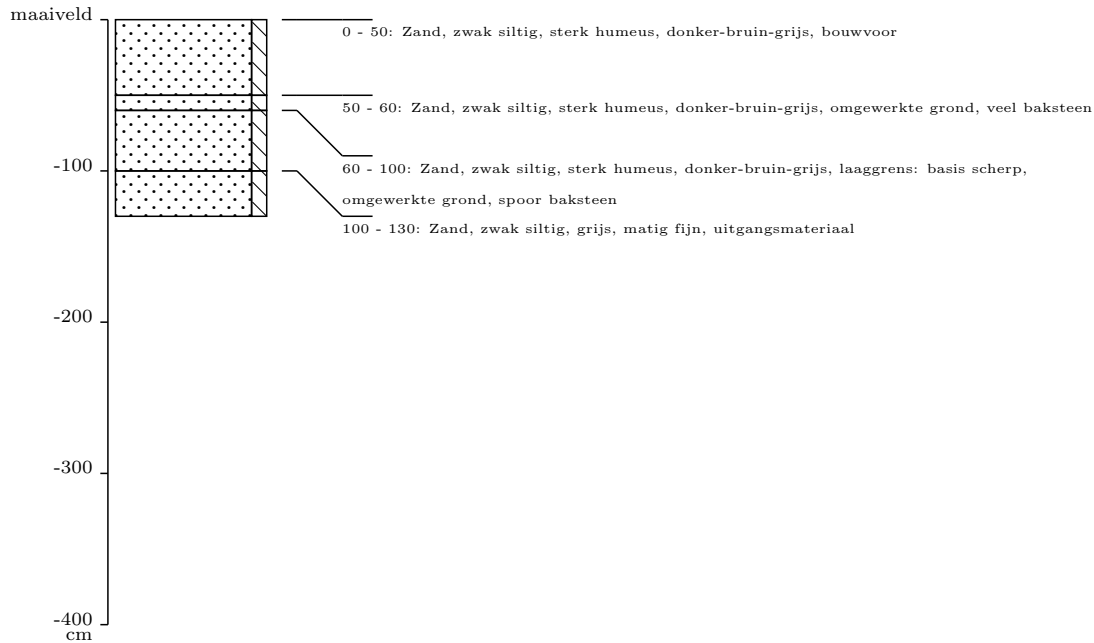 maaiveld
0 - 50: Zand, zwak siltig, sterk humeus, donker-bruin-grijs, bouwvoor
50 - 60: Zand, zwak siltig, sterk humeus, donker-bruin-grijs, omgewerkte grond, veel baksteen
-100
60 - 100: Zand, zwak siltig, sterk humeus, donker-bruin-grijs, laaggrens: basis scherp,
omgewerkte grond, spoor baksteen
100 - 130: Zand, zwak siltig, grijs, matig fijn, uitgangsmateriaal
-200
-300
-400
cm